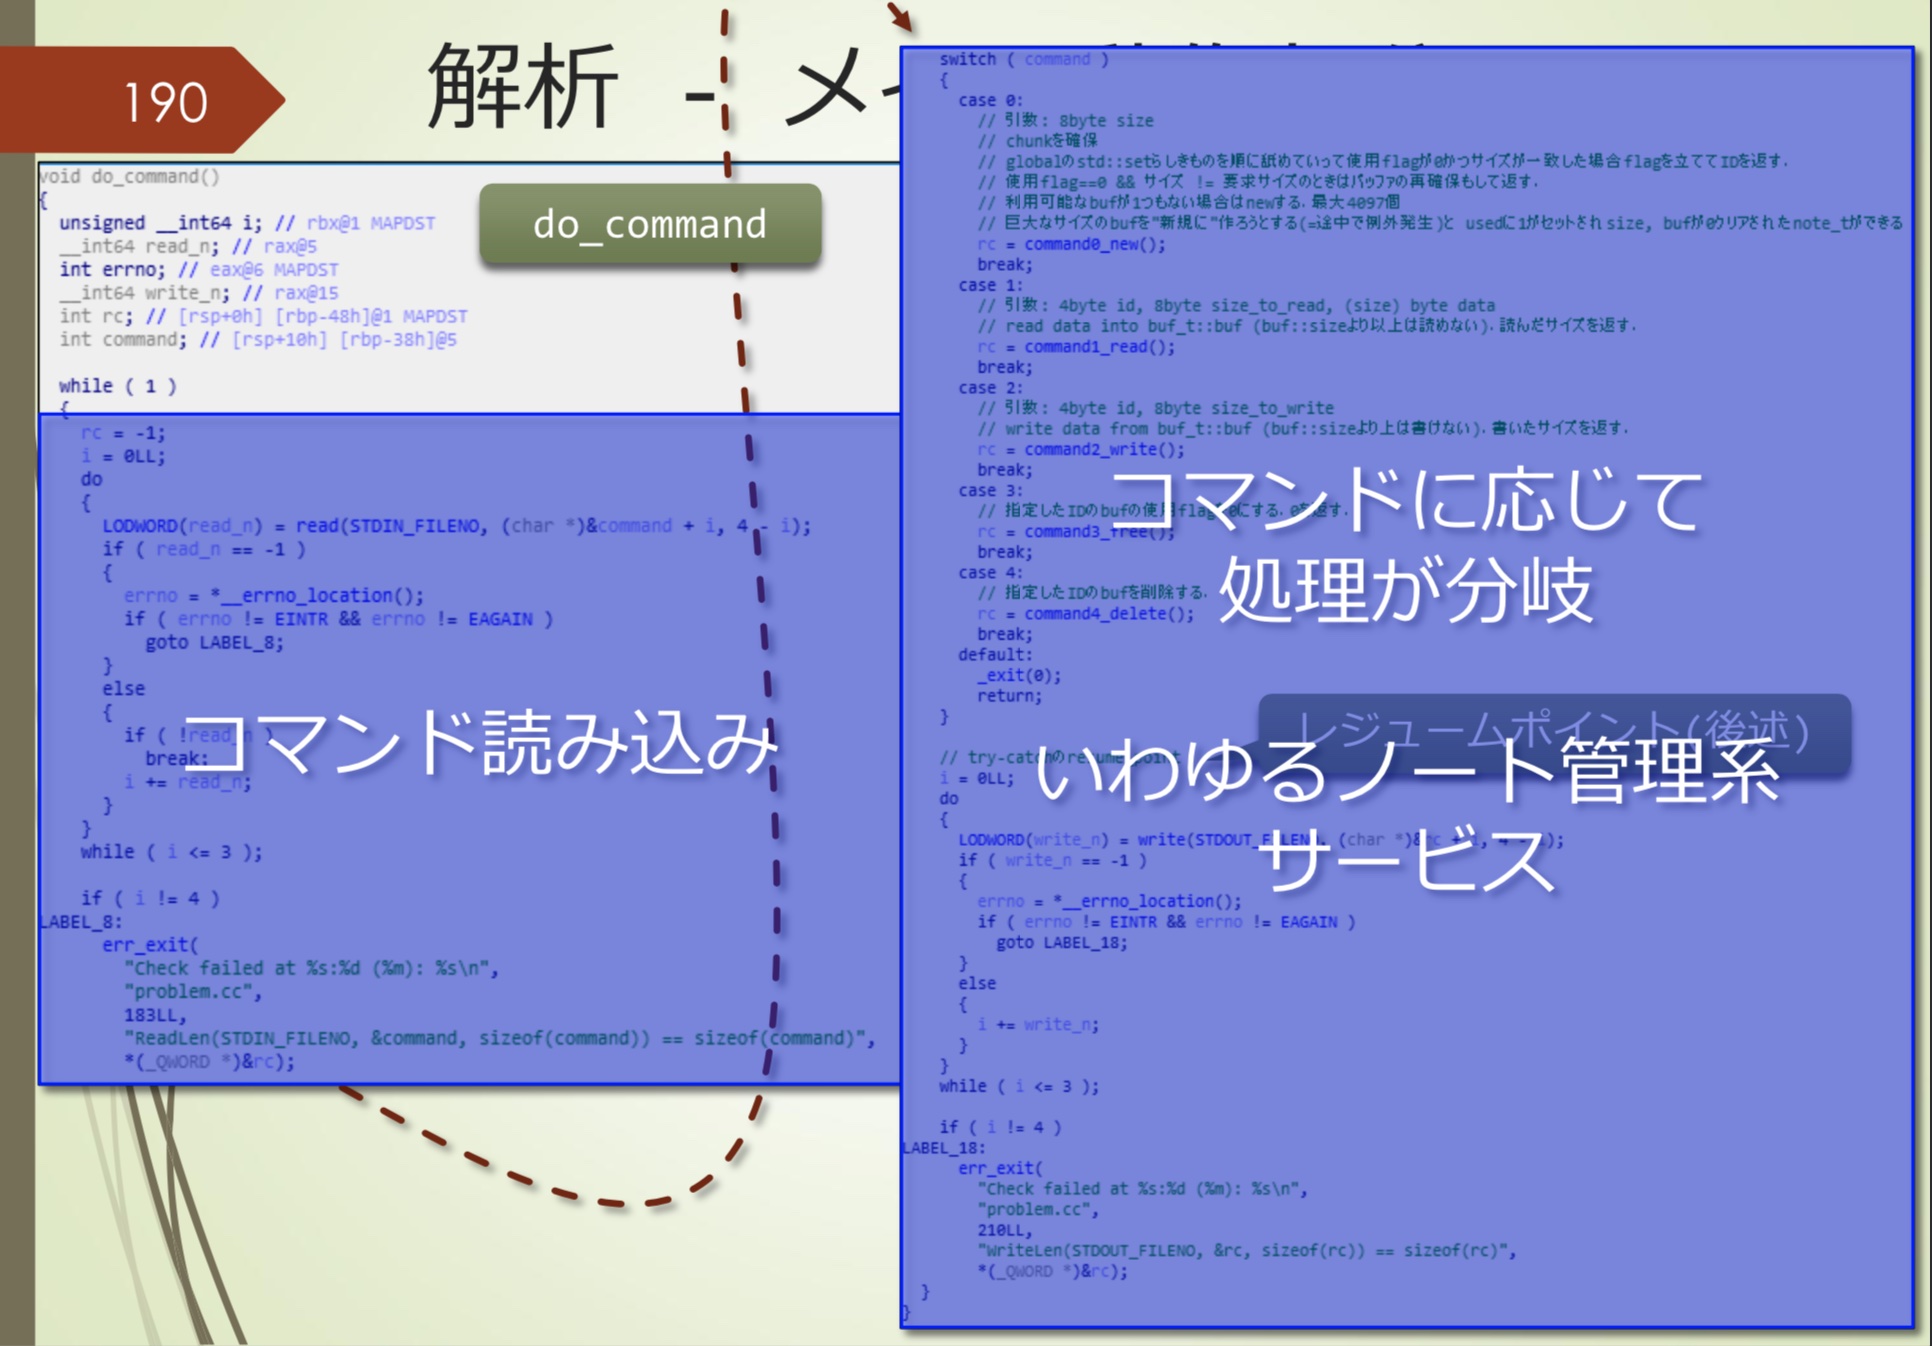 190
解析 - メ
void do_command()
{
unsigned __int64 i; // rbx@1 MAPDST
__int64 read_n; // rax@5
int errno; // eax@6 MAPDST
__int64 write_n; // rax@15
int rc; // [rsp+0h] [rbp-48h]@1 MAPDST
int command; // [rsp+10h] [rbp-38h]@5
while ( 1 )
{
do_command
rc = -1;
i = 0LL;
do
{
LODWORD(read_n) = read(STDIN_FILENO, (char *)&command + i, 4 - i);
if ( read_n == -1 )
{
errno = *__errno_location();
if ( errno != EINTR && errno != EAGAIN )
goto LABEL_8;
}
else
{
if ( !read_n )
break;
i += read_n;
}
}
while ( i <= 3 );
if ( i != 4 )
LABEL_8:
err_exit(
"Check failed at %s:%d (%m): %s\n",
"problem.cc",
183LL,
"ReadLen(STDIN_FILENO, &command, sizeof(command)) == sizeof(command)",
*(_QWORD *)&rc);
コマンド読み込み
switch ( command )
{
case 0:
// 引数: 8byte size
// chunkを確保
// globalのstd::setらしきものを順に舐めていって使用flagが0かつサイズが一致した場合flagを立ててIDを返す.
// 使用flag==0 && サイズ != 要求サイズのときはバッファの再確保もして返す.
// 利用可能なbufが1つもない場合はnewする. 最大4097個
// 巨大なサイズのbufを"新規に"作ろうとする(=途中で例外発生)と usedに1がセットされsize, bufが0クリアされたnote_tができる
rc = command0_new();
break;
case 1:
// 引数: 4byte id, 8byte size_to_read, (size) byte data
// read data into buf_t::buf (buf::sizeより以上は読めない). 読んだサイズを返す.
rc = command1_read();
break;
case 2:
// 引数: 4byte id, 8byte size_to_write
// write data from buf_t::buf (buf::sizeより上は書けない). 書いたサイズを返す.
rc = command2_write();
break;
case 3:
// 指定したIDのbufの使用flagを0にする. 0を返す.
rc = command3_free();
break;
case 4:
// 指定したIDのbufを削除する.
rc = command4_delete();
break;
default:
_exit(0);
return;
}
// try-catchのresume point
i = 0LL;
do
{
LODWORD(write_n) = write(STDOUT_FILENO, (char *)&rc + i, 4 - i);
if ( write_n == -1 )
{
errno = *__errno_location();
if ( errno != EINTR && errno != EAGAIN )
goto LABEL_18;
}
else
{
i += write_n;
}
}
while ( i <= 3 );
if ( i != 4 )
LABEL_18:
err_exit(
"Check failed at %s:%d (%m): %s\n",
"problem.cc",
210LL,
"WriteLen(STDOUT_FILENO, &rc, sizeof(rc)) == sizeof(rc)",
*(_QWORD *)&rc);
}
}
コマンドに応じて
処理が分岐
レジュームポイント(後述)
いわゆるノート管理系
サービス